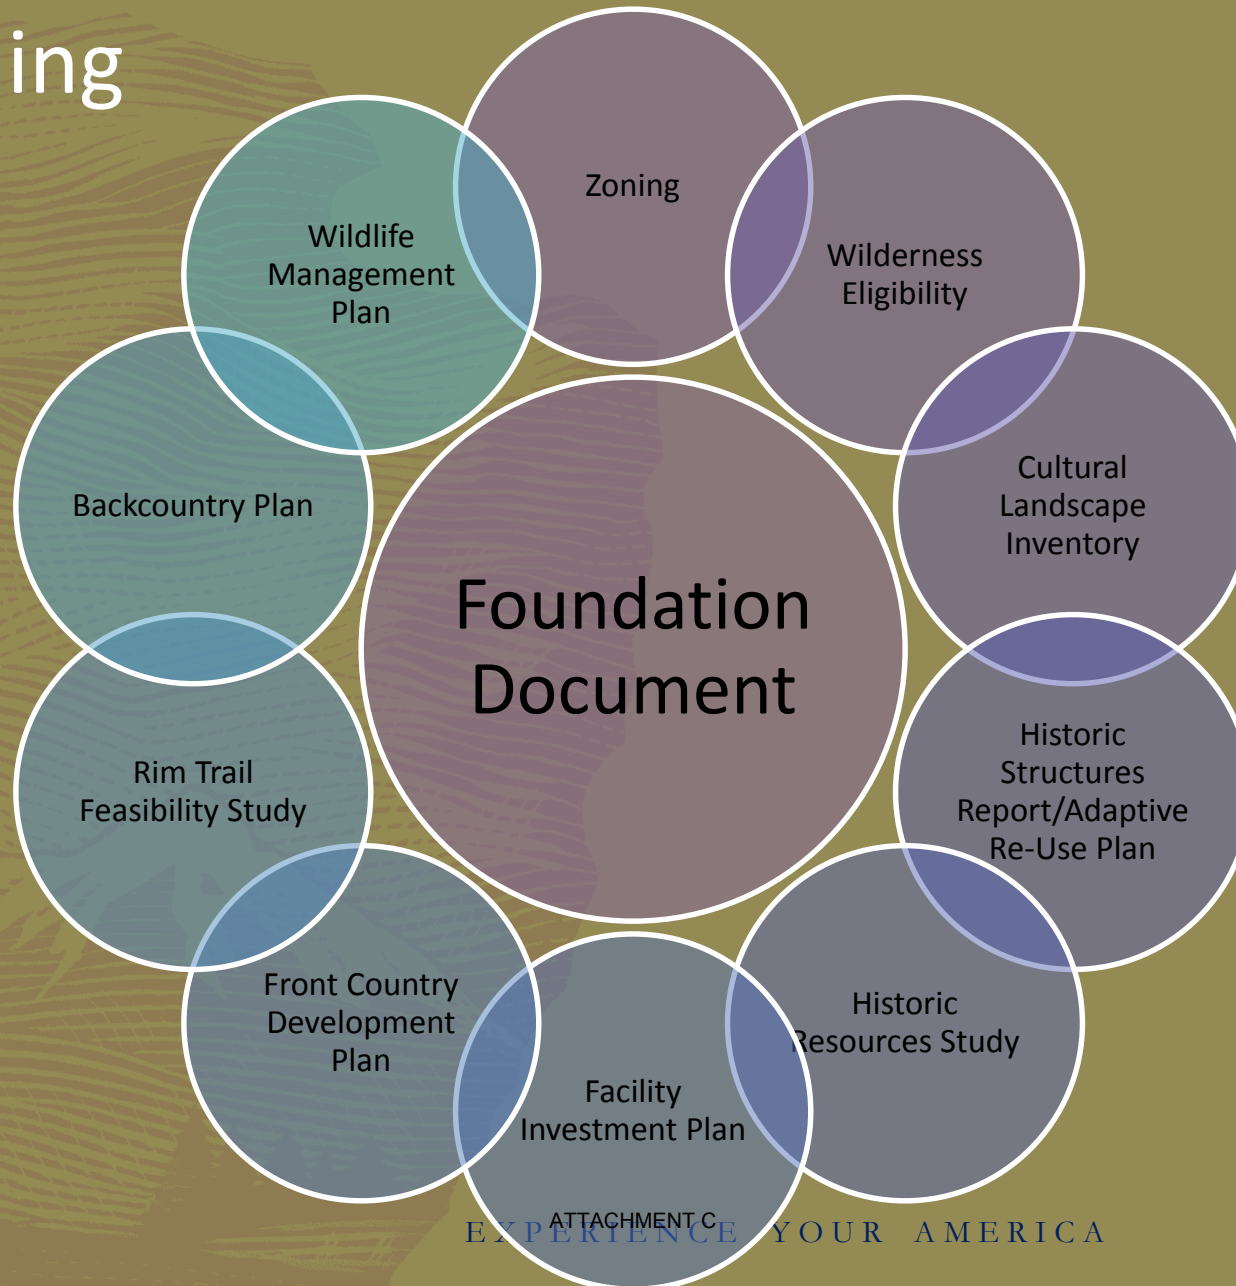 ing
Zoning
Wilderness
Eligibility
Cultural
Landscape
Inventory
Historic
Structures
Report/Adaptive
Re-Use Plan
Historic
Resources Study
Facility
Investment Plan
Front Country
Development
Plan
Rim Trail
Feasibility Study
Backcountry Plan
Wildlife
Management
Plan
Foundation
Document
ATTACHMENT C
EXPERIENCE YOUR AMERICA